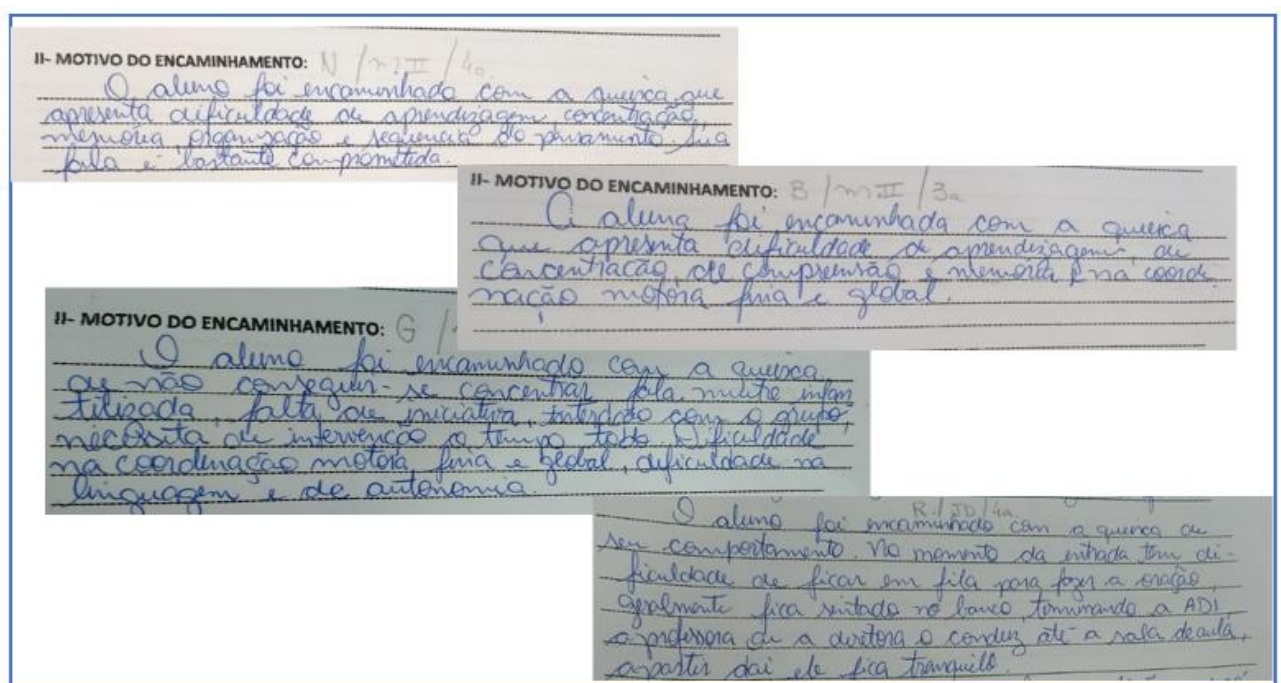 II- MOTIVO DO ENCAMINHAMENTO: N / m? II / 4a.
O aluno foi encaminhado com a queixa que
apresenta dificuldade de aprendizagem, concentração,
memória, organização e sequencia do pensamento sua
fala é bastante comprometida.
II- MOTIVO DO ENCAMINHAMENTO: B / m II / 3a
A aluna foi encaminhada com a queixa
que apresenta dificuldade de aprendizagem, de
concentração, de compreensão e memória e na coorde
nação motora fina e global.
II- MOTIVO DO ENCAMINHAMENTO: G /
O aluno foi encaminhado com a queixa
de não conseguir-se concentrar fala muito infan
tilizada, falta de iniciativa, interação com o grupo,
necessita de intervenção o tempo todo. Dificuldade
na coordenação motora fina e global, dificuldade na
linguagem e de autonomia.
R. / JD / 4a.
O aluno foi encaminhado com a queixa de
seu comportamento. No momento da entrada tem di-
ficuldade de ficar em fila para fazer a oração,
geralmente fica sentado no banco, terminando a ADI,
a professora ou a diretora o conduz até a sala de aula,
a partir dai ele fica tranquilo.